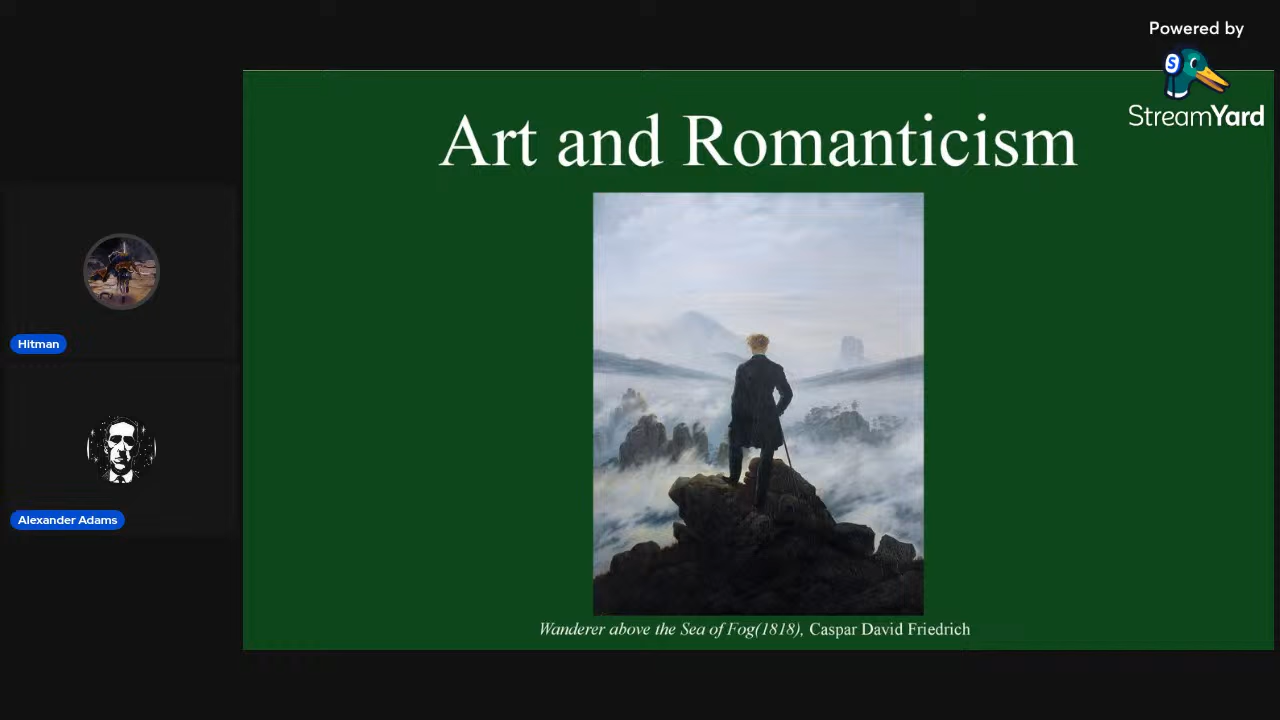 Powered by
S
StreamYard
Art and Romanticism
Hitman
Alexander Adams
Wanderer above the Sea of Fog(1818), Caspar David Friedrich